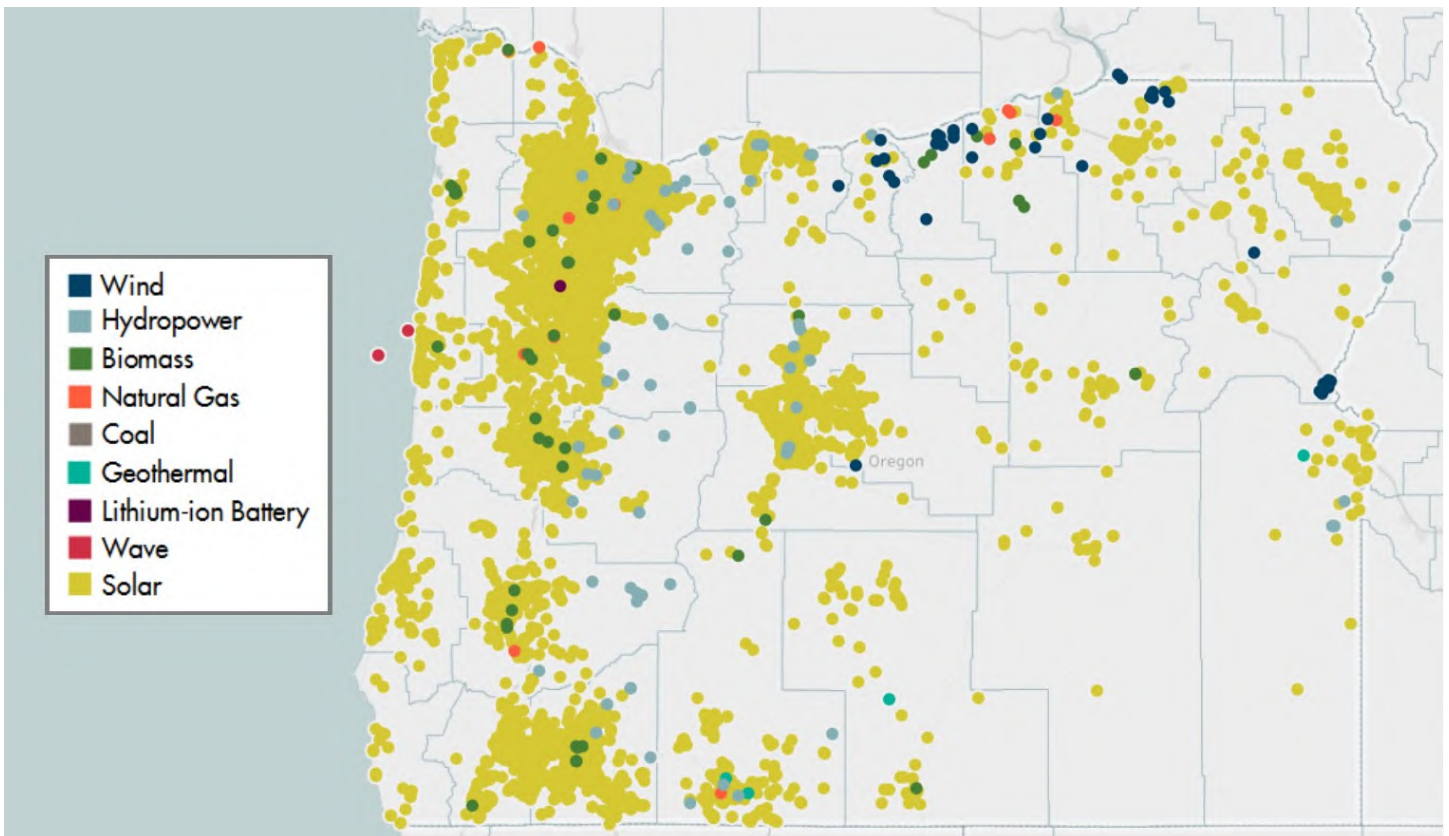 Wind
Hydropower
Biomass
Natural Gas
Coal
Geothermal
Lithium-ion Battery
Wave
Solar
Oregon